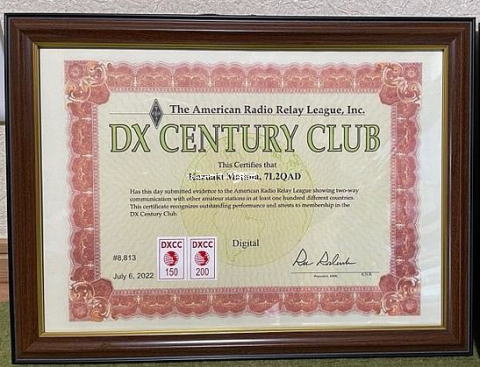 The American Radio Relay League, Inc.
DX CENTURY CLUB
This Certifies that
7L2QAD
Has this day submitted evidence to the American Radio Relay League showing two-way
communication with other amateur stations in at least one hundred different countries.
This certificate recognizes outstanding performance and attests to membership in the
DX Century Club.
Digital
#8,813
DXCC
150
DXCC
200
July 6, 2022